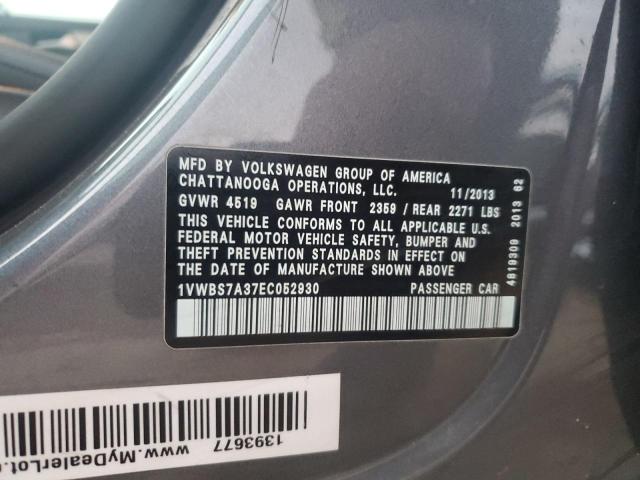 MFD BY VOLKSWAGEN GROUP OF AMERICA
CHATTANOOGA OPERATIONS, LLC. 11/2013
GVWR 4519 GAWR FRONT 2359 / REAR 2271 LBS
THIS VEHICLE CONFORMS TO ALL APPLICABLE U.S.
FEDERAL MOTOR VEHICLE SAFETY, BUMPER AND
THEFT PREVENTION STANDARDS IN EFFECT ON
THE DATE OF MANUFACTURE SHOWN ABOVE
1VWBS7A37EC052930 PASSENGER CAR
4819309 2013 62
1393677
www.MyDealerLot.